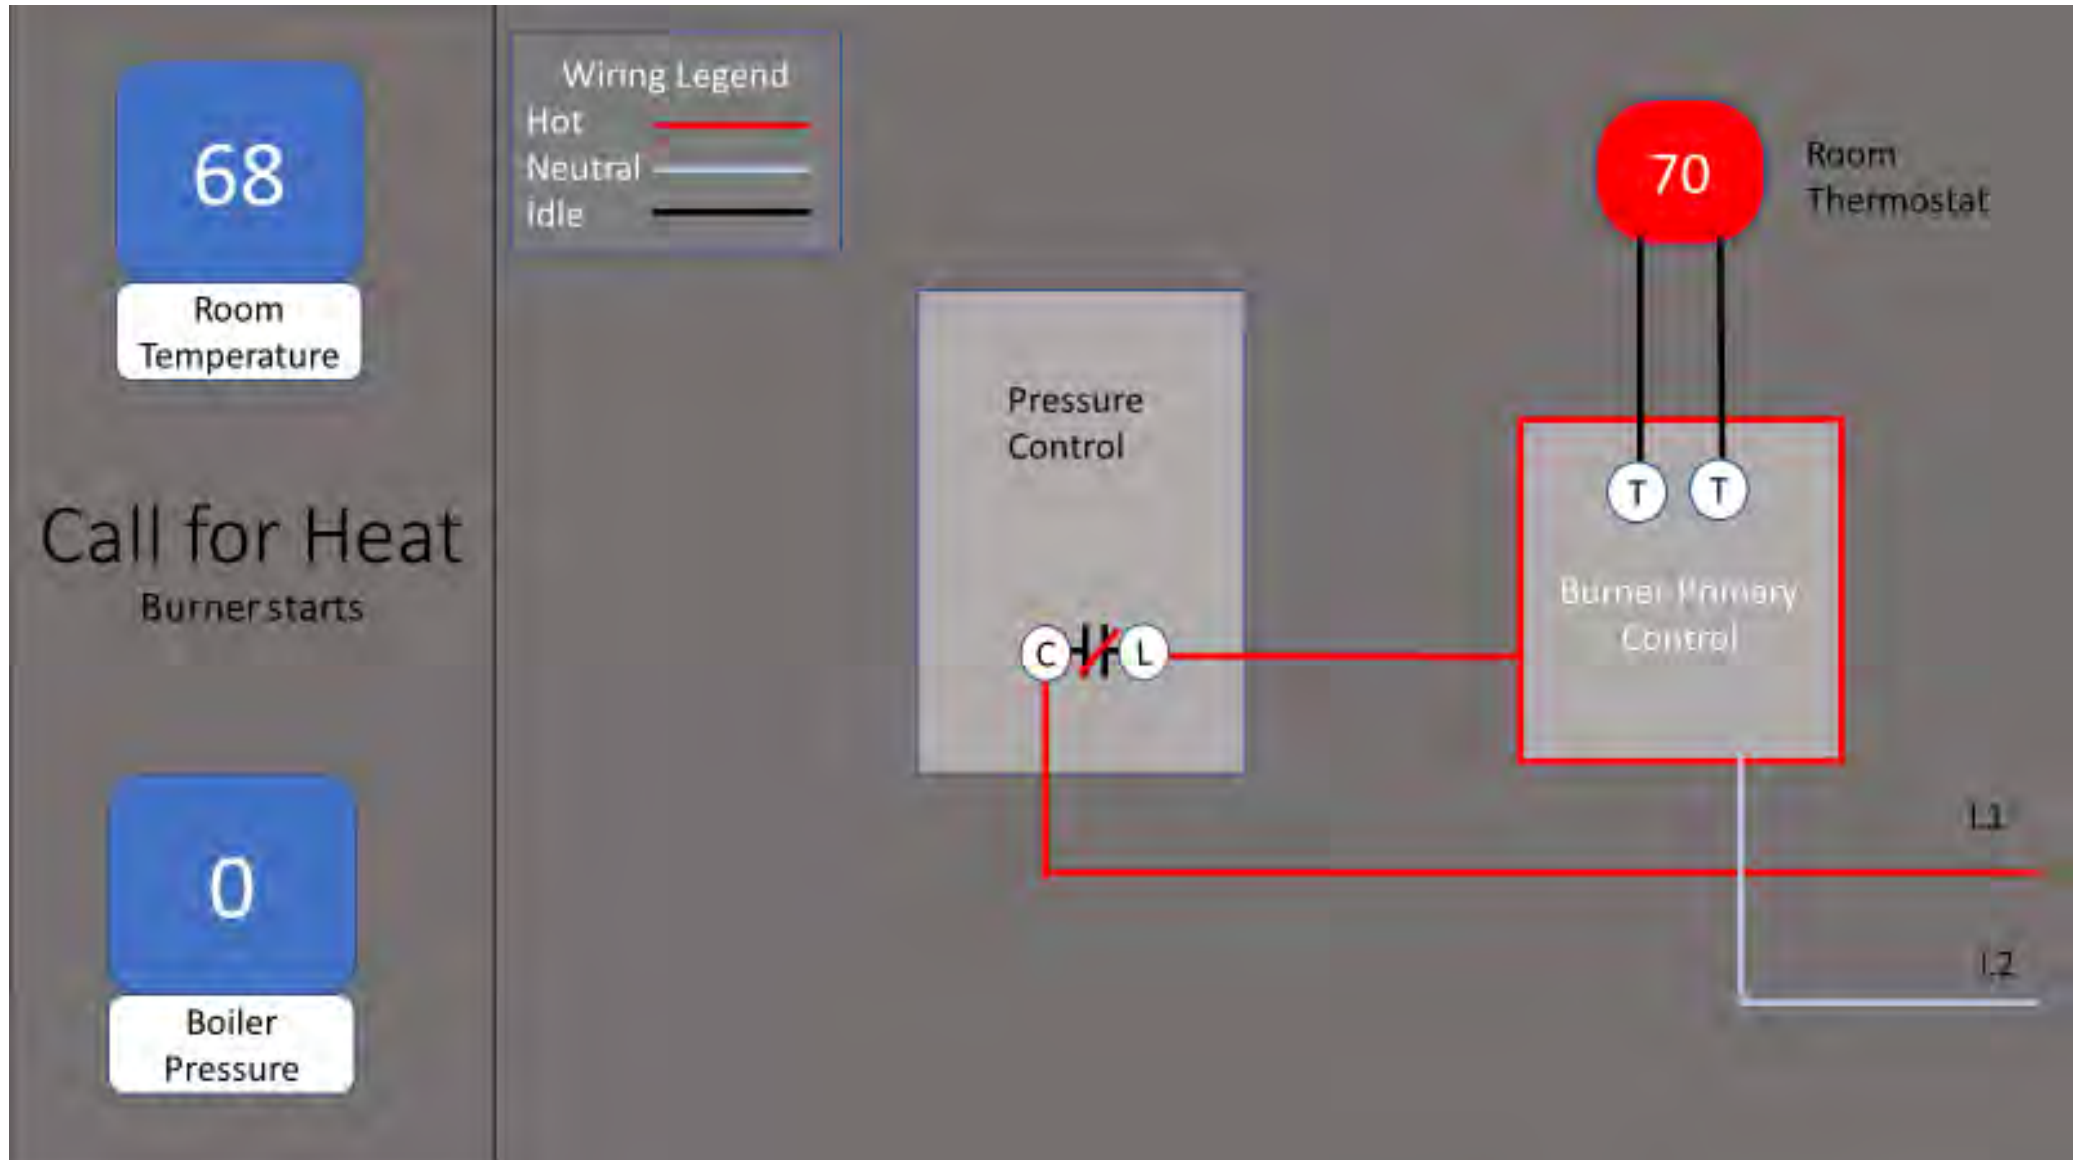 68
Room
Temperature
Call for Heat
Burner starts
0
Boiler
Pressure
Wiring Legend
Hot
Neutral
Idle
Pressure
Control
C
L
70
Room
Thermostat
T
T
Burner Primary
Control
L1
L2